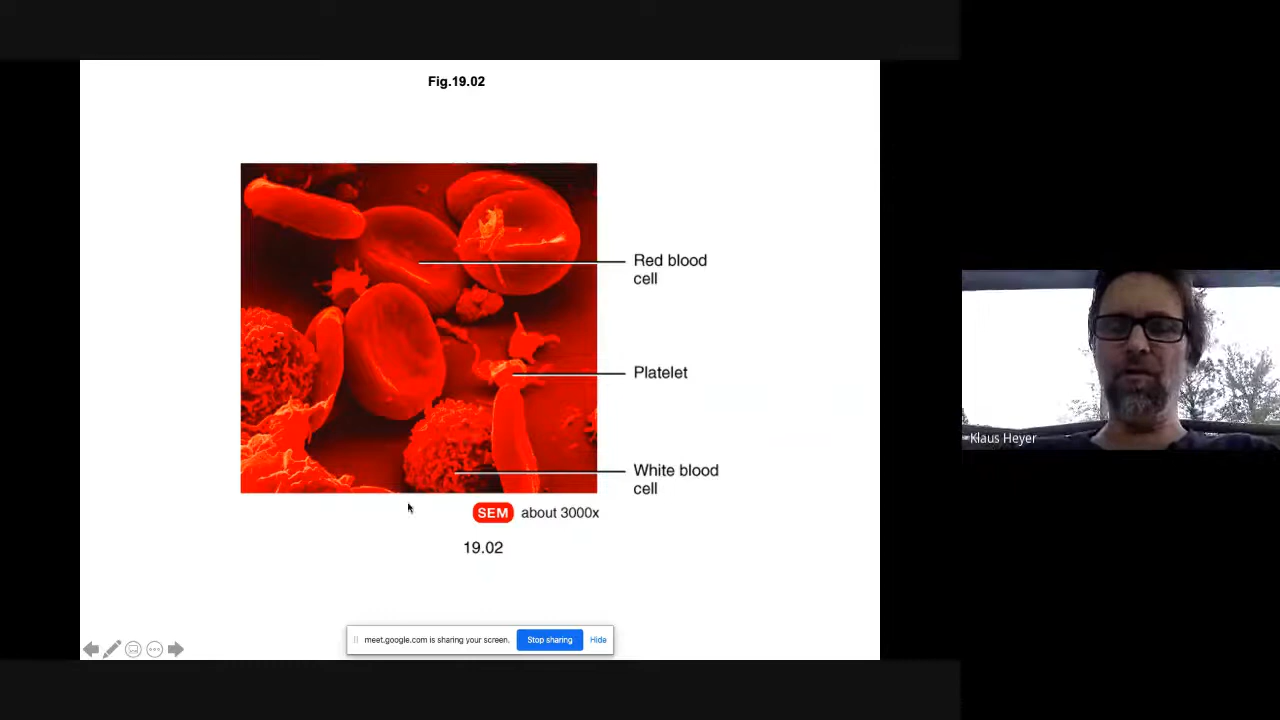 Fig.19.02
Red blood
cell
Platelet
White blood
cell
SEM about 3000x
19.02
Klaus Heyer
meet.google.com is sharing your screen. Stop sharing Hide